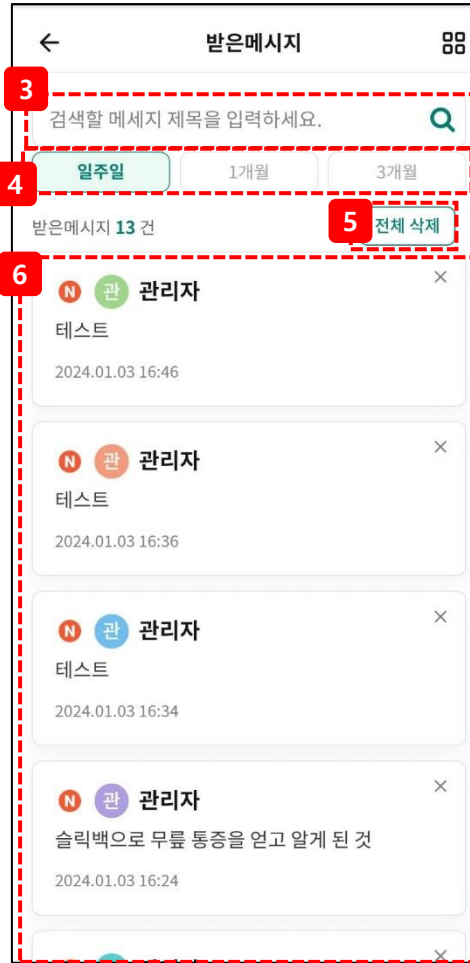 받은메시지
3
검색할 메세지 제목을 입력하세요.
4
일주일 1개월 3개월
받은메시지 13 건
5
전체 삭제
6
N 관 관리자
테스트
2024.01.03 16:46
N 관 관리자
테스트
2024.01.03 16:36
N 관 관리자
테스트
2024.01.03 16:34
N 관 관리자
슬릭백으로 무릎 통증을 얻고 알게 된 것
2024.01.03 16:24